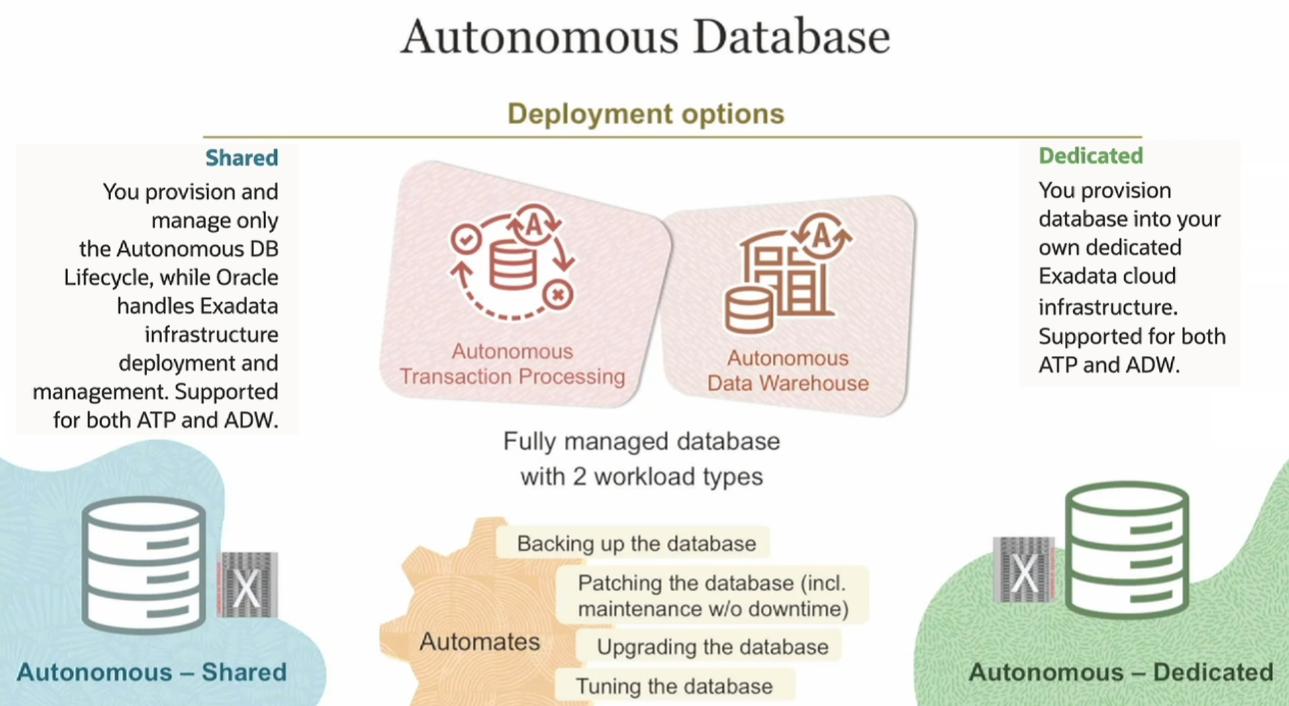 Autonomous Database
Deployment options
Shared
You provision and
manage only
the Autonomous DB
Lifecycle, while Oracle
handles Exadata
infrastructure
deployment and
management. Supported
for both ATP and ADW.
A
Autonomous
Transaction Processing
A
Autonomous
Data Warehouse
Dedicated
You provision
database into your
own dedicated
Exadata cloud
infrastructure.
Supported for both
ATP and ADW.
Fully managed database
with 2 workload types
X
Autonomous – Shared
Automates
Backing up the database
Patching the database (incl.
maintenance w/o downtime)
Upgrading the database
Tuning the database
X
Autonomous – Dedicated